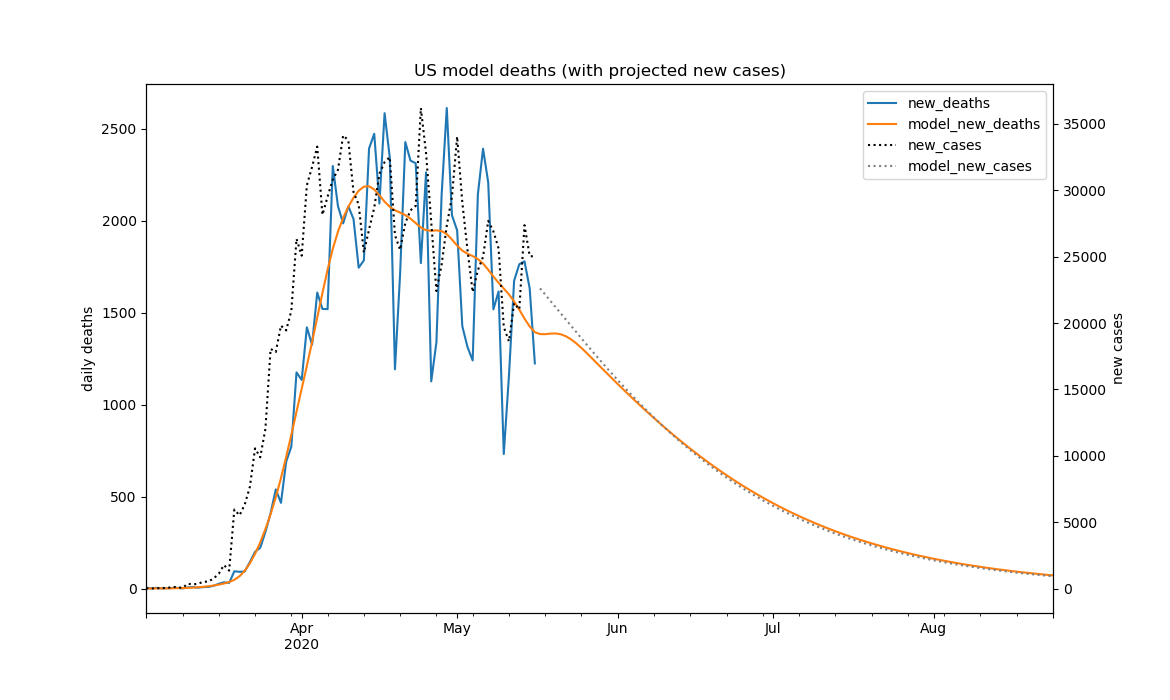 US model deaths (with projected new cases)
new_deaths
model_new_deaths
new_cases
model_new_cases
daily deaths
2500
2000
1500
1000
500
0
new cases
35000
30000
25000
20000
15000
10000
5000
0
Apr
2020
May
Jun
Jul
Aug